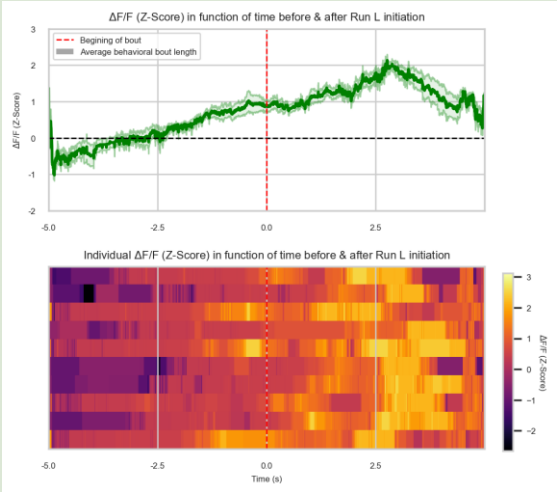 ΔF/F (Z-Score) in function of time before & after Run L initiation
3
2
1
0
-1
-2
ΔF/F (Z-Score)
Begining of bout
Average behavioral bout length
-5.0
-2.5
0.0
2.5
Individual ΔF/F (Z-Score) in function of time before & after Run L initiation
-5.0
-2.5
0.0
2.5
Time (s)
3
2
1
0
−1
−2
ΔF/F (Z-Score)